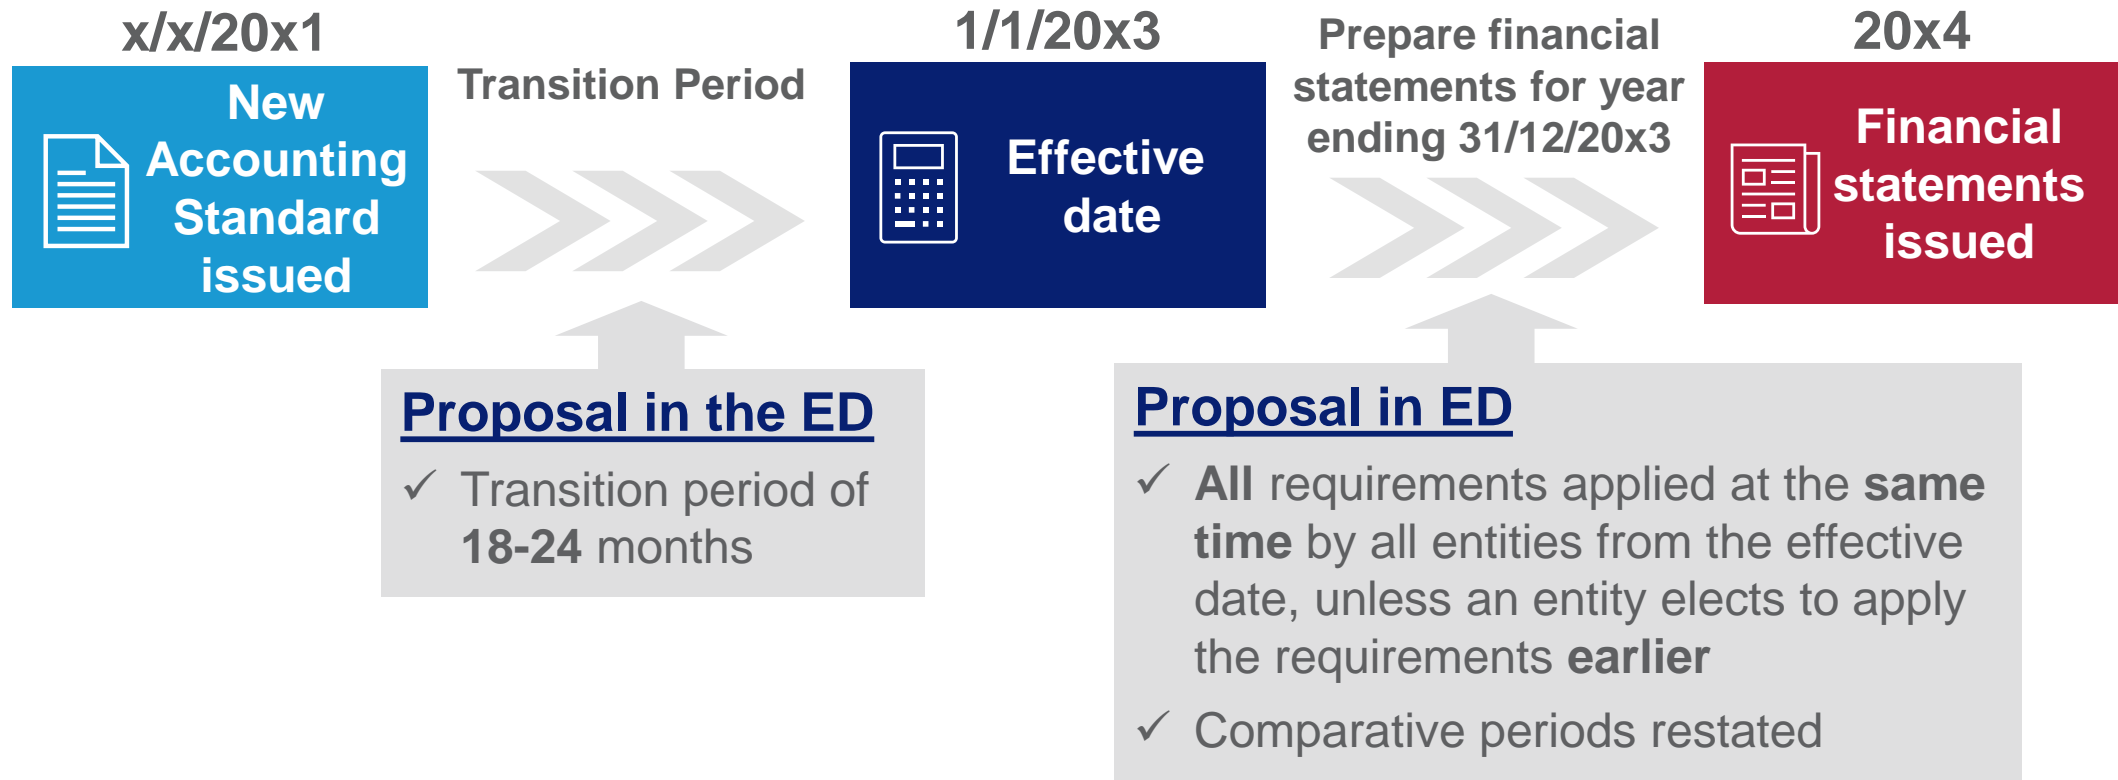 x/x/20x1
New
Accounting
Standard
issued
Transition Period
1/1/20x3
Effective
date
Prepare financial
statements for year
ending 31/12/20x3
20x4
Financial
statements
issued
Proposal in the ED
✓ Transition period of
18-24 months
Proposal in ED
✓ All requirements applied at the same
time by all entities from the effective
date, unless an entity elects to apply
the requirements earlier
✓ Comparative periods restated